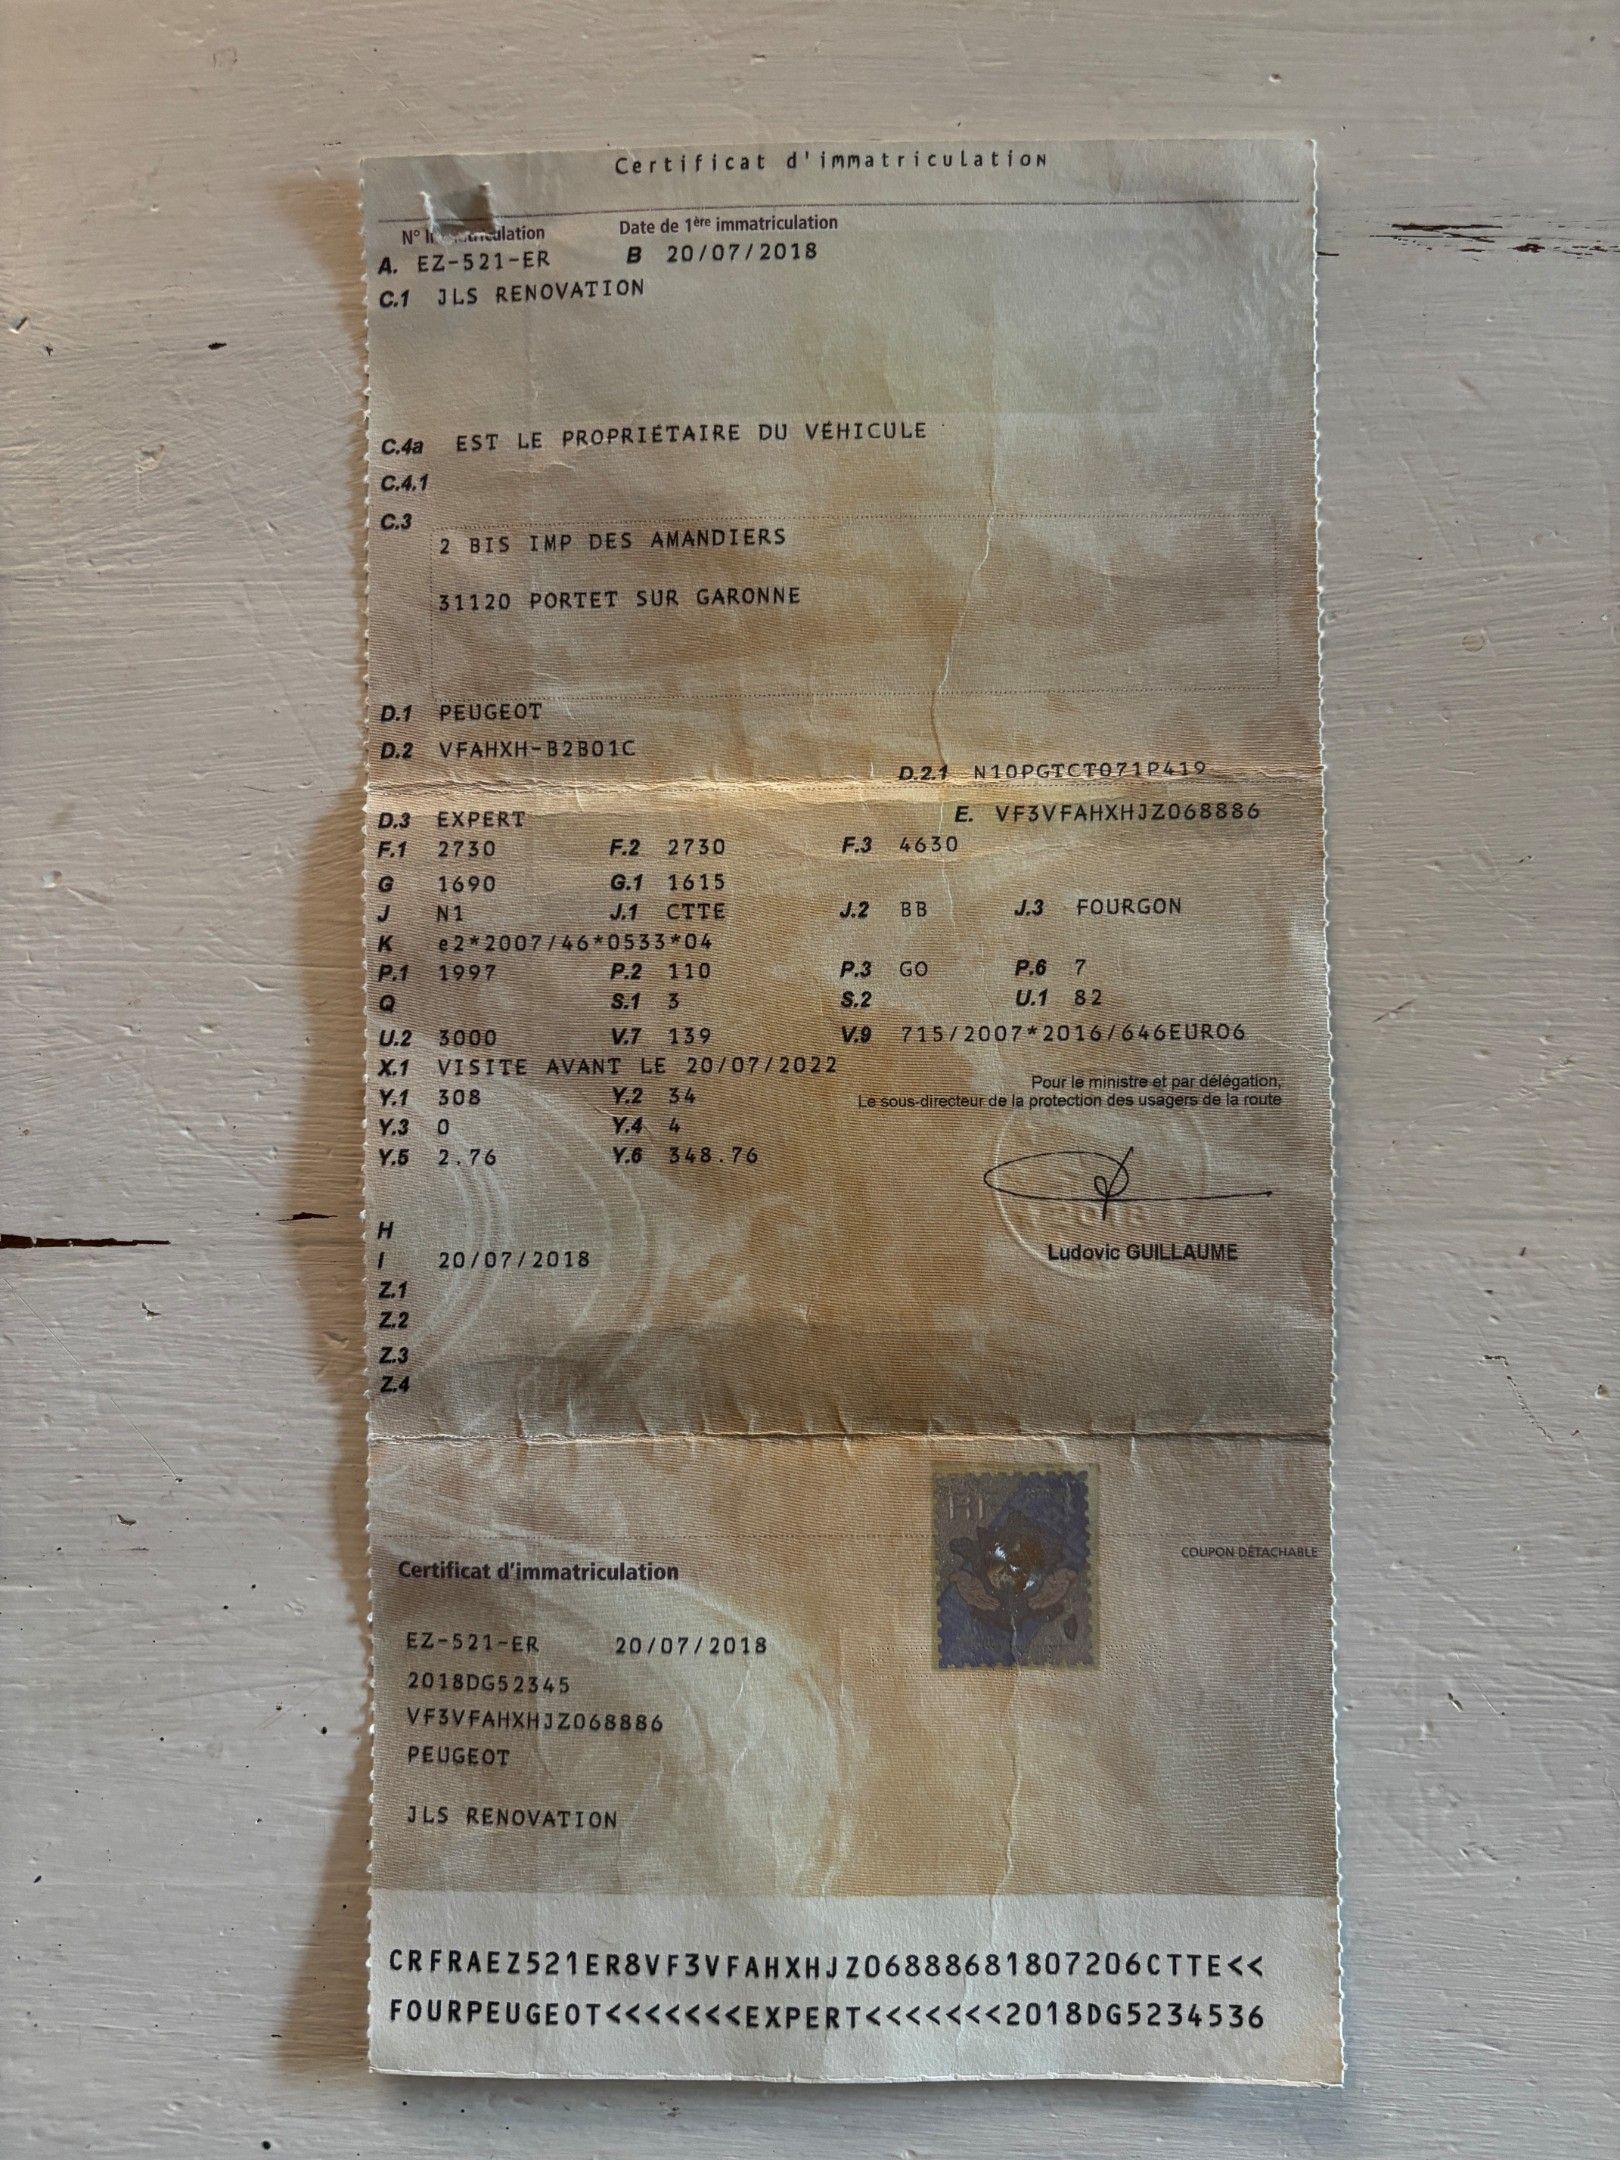 Certificat d'immatriculation
N° Immatriculation Date de 1ère immatriculation
A. EZ-521-ER B 20/07/2018
C.1 JLS RENOVATION
C.4a EST LE PROPRIÉTAIRE DU VÉHICULE
C.4.1
C.3
2 BIS IMP DES AMANDIERS
31120 PORTET SUR GARONNE
D.1 PEUGEOT
D.2 VFAHXH-B2B01C
D.2.1 N10PGTCT071P419
D.3 EXPERT E. VF3VFAHXHJZ068886
F.1 2730 F.2 2730 F.3 4630
G 1690 G.1 1615
J N1 J.1 CTTE J.2 BB J.3 FOURGON
K e2*2007/46*0533*04
P.1 1997 P.2 110 P.3 GO P.6 7
Q S.1 3 S.2 U.1 82
U.2 3000 V.7 139 V.9 715/2007*2016/646EURO6
X.1 VISITE AVANT LE 20/07/2022
Pour le ministre et par délégation,
Y.1 308 Y.2 34 Le sous-directeur de la protection des usagers de la route
Y.3 0 Y.4 4
Y.5 2.76 Y.6 348.76
H
Ludovic GUILLAUME
I 20/07/2018
Z.1
Z.2
Z.3
Z.4
COUPON DÉTACHABLE
Certificat d'immatriculation
EZ-521-ER 20/07/2018
2018DG52345
VF3VFAHXHJZ068886
PEUGEOT
JLS RENOVATION
CRFRAEZ521ER8VF3VFAHXHJZ06888681807206CTTE<<
FOURPEUGEOT<<<<<<<EXPERT<<<<<<<2018DG5234536